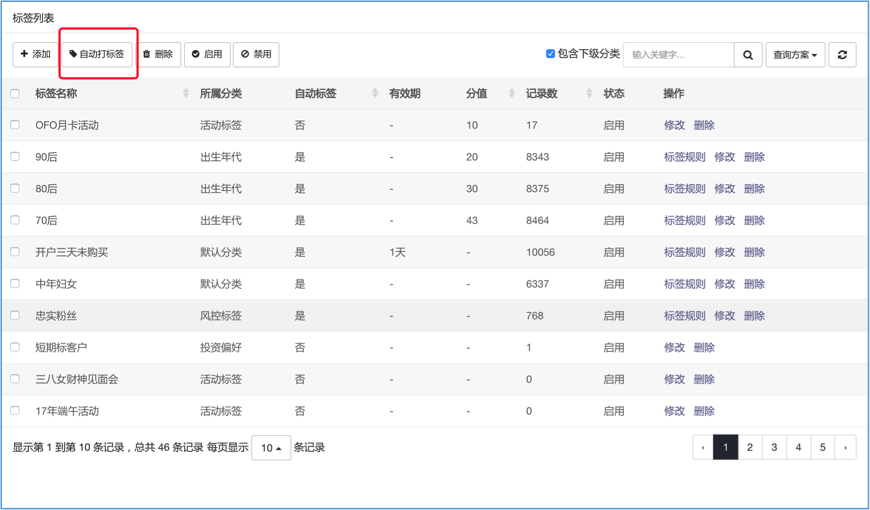 标签列表
添加 自动打标签 删除 启用 禁用 包含下级分类 输入关键字... 查询方案
标签名称 所属分类 自动标签 有效期 分值 记录数 状态 操作
OFO月卡活动 活动标签 否 - 10 17 启用 修改 删除
90后 出生年代 是 - 20 8343 启用 标签规则 修改 删除
80后 出生年代 是 - 30 8375 启用 标签规则 修改 删除
70后 出生年代 是 - 43 8464 启用 标签规则 修改 删除
开户三天未购买 默认分类 是 1天 - 10056 启用 标签规则 修改 删除
中年妇女 默认分类 是 - - 6337 启用 标签规则 修改 删除
忠实粉丝 风控标签 是 - - 768 启用 标签规则 修改 删除
短期标客户 投资偏好 否 - - 1 启用 修改 删除
三八女财神见面会 活动标签 否 - - 0 启用 修改 删除
17年端午活动 活动标签 否 - - 0 启用 修改 删除
显示第 1 到第 10 条记录，总共 46 条记录 每页显示 10 条记录 ‹ 1 2 3 4 5 ›